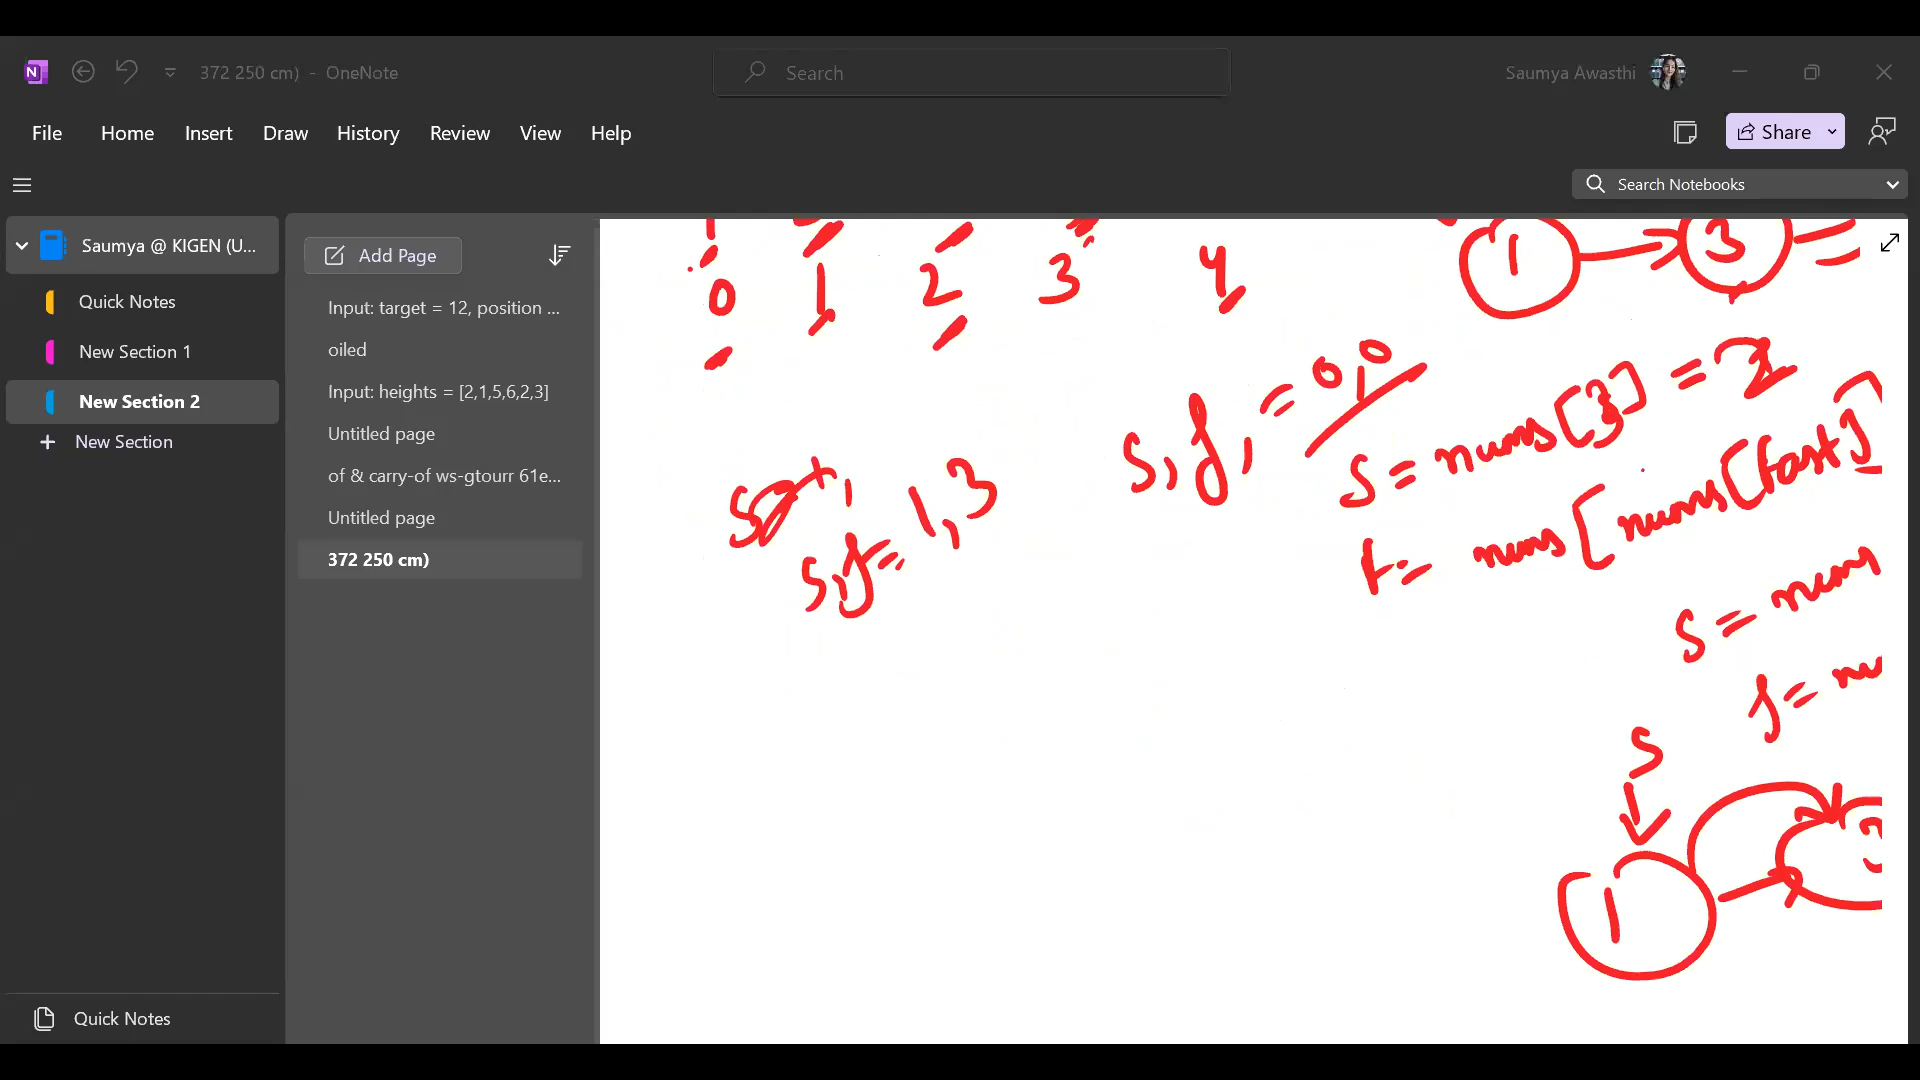 372 250 cm) - OneNote
Search
Saumya Awasthi
File Home Insert Draw History Review View Help
Share
Search Notebooks
Saumya @ KIGEN (U...
Quick Notes
New Section 1
New Section 2
New Section
Quick Notes
Add Page
Input: target = 12, position ...
oiled
Input: heights = [2,1,5,6,2,3]
Untitled page
of & carry-of ws-gtourr 61e...
Untitled page
372 250 cm)
0 1 2 3 4
1 3
s, f, = 0, 0
s = nums[3] =
f = nums[nums[fast]
s, f = 1, 3
s = nums
f = nu
s
1 3